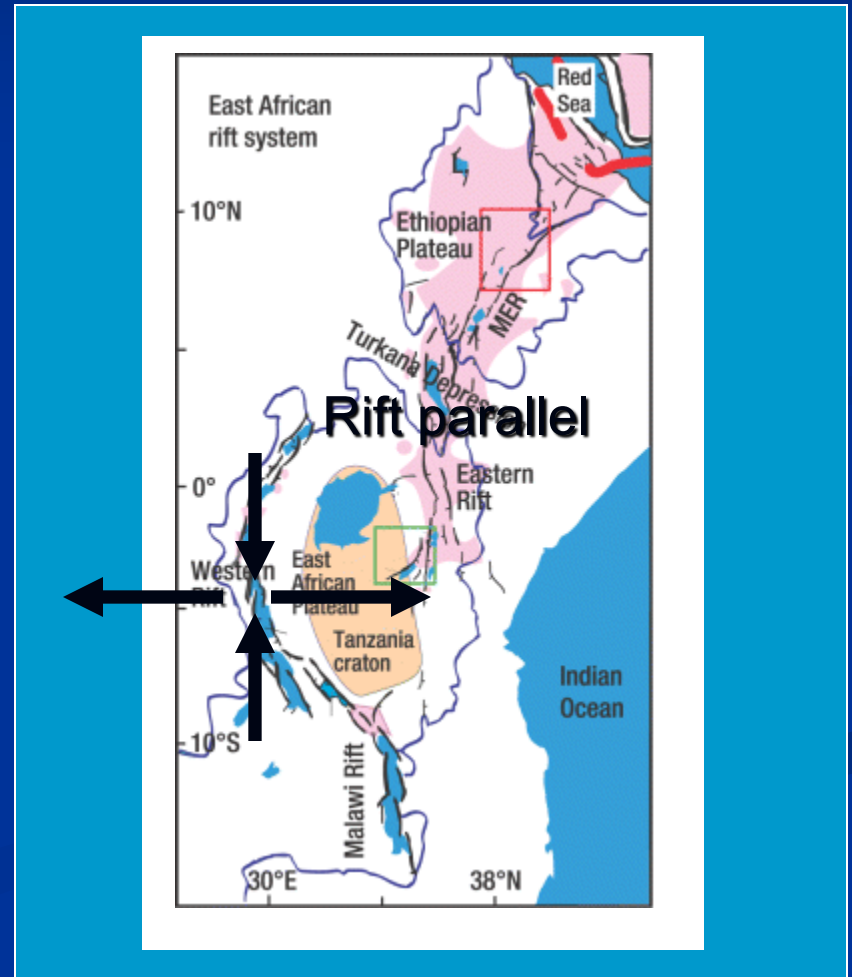 East African
rift system
Red
Sea
10°N
Ethiopian
Plateau
MER
Turkana Depression
Rift parallel
0°
Eastern
Rift
Western
Rift
East
African
Plateau
Tanzania
craton
Indian
Ocean
10°S
Malawi Rift
30°E
38°N